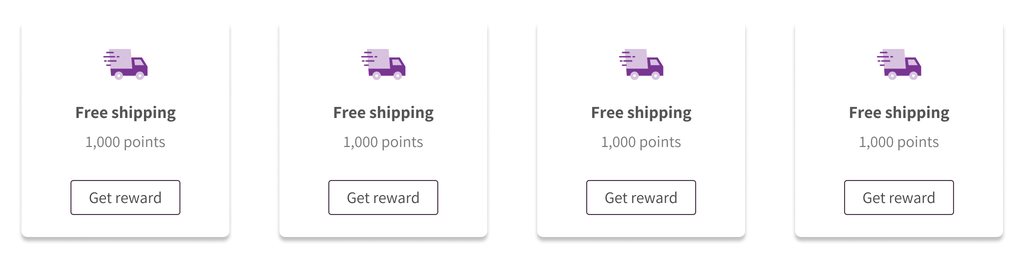 Free shipping Free shipping Free shipping Free shipping
1,000 points 1,000 points 1,000 points 1,000 points
Get reward Get reward Get reward Get reward